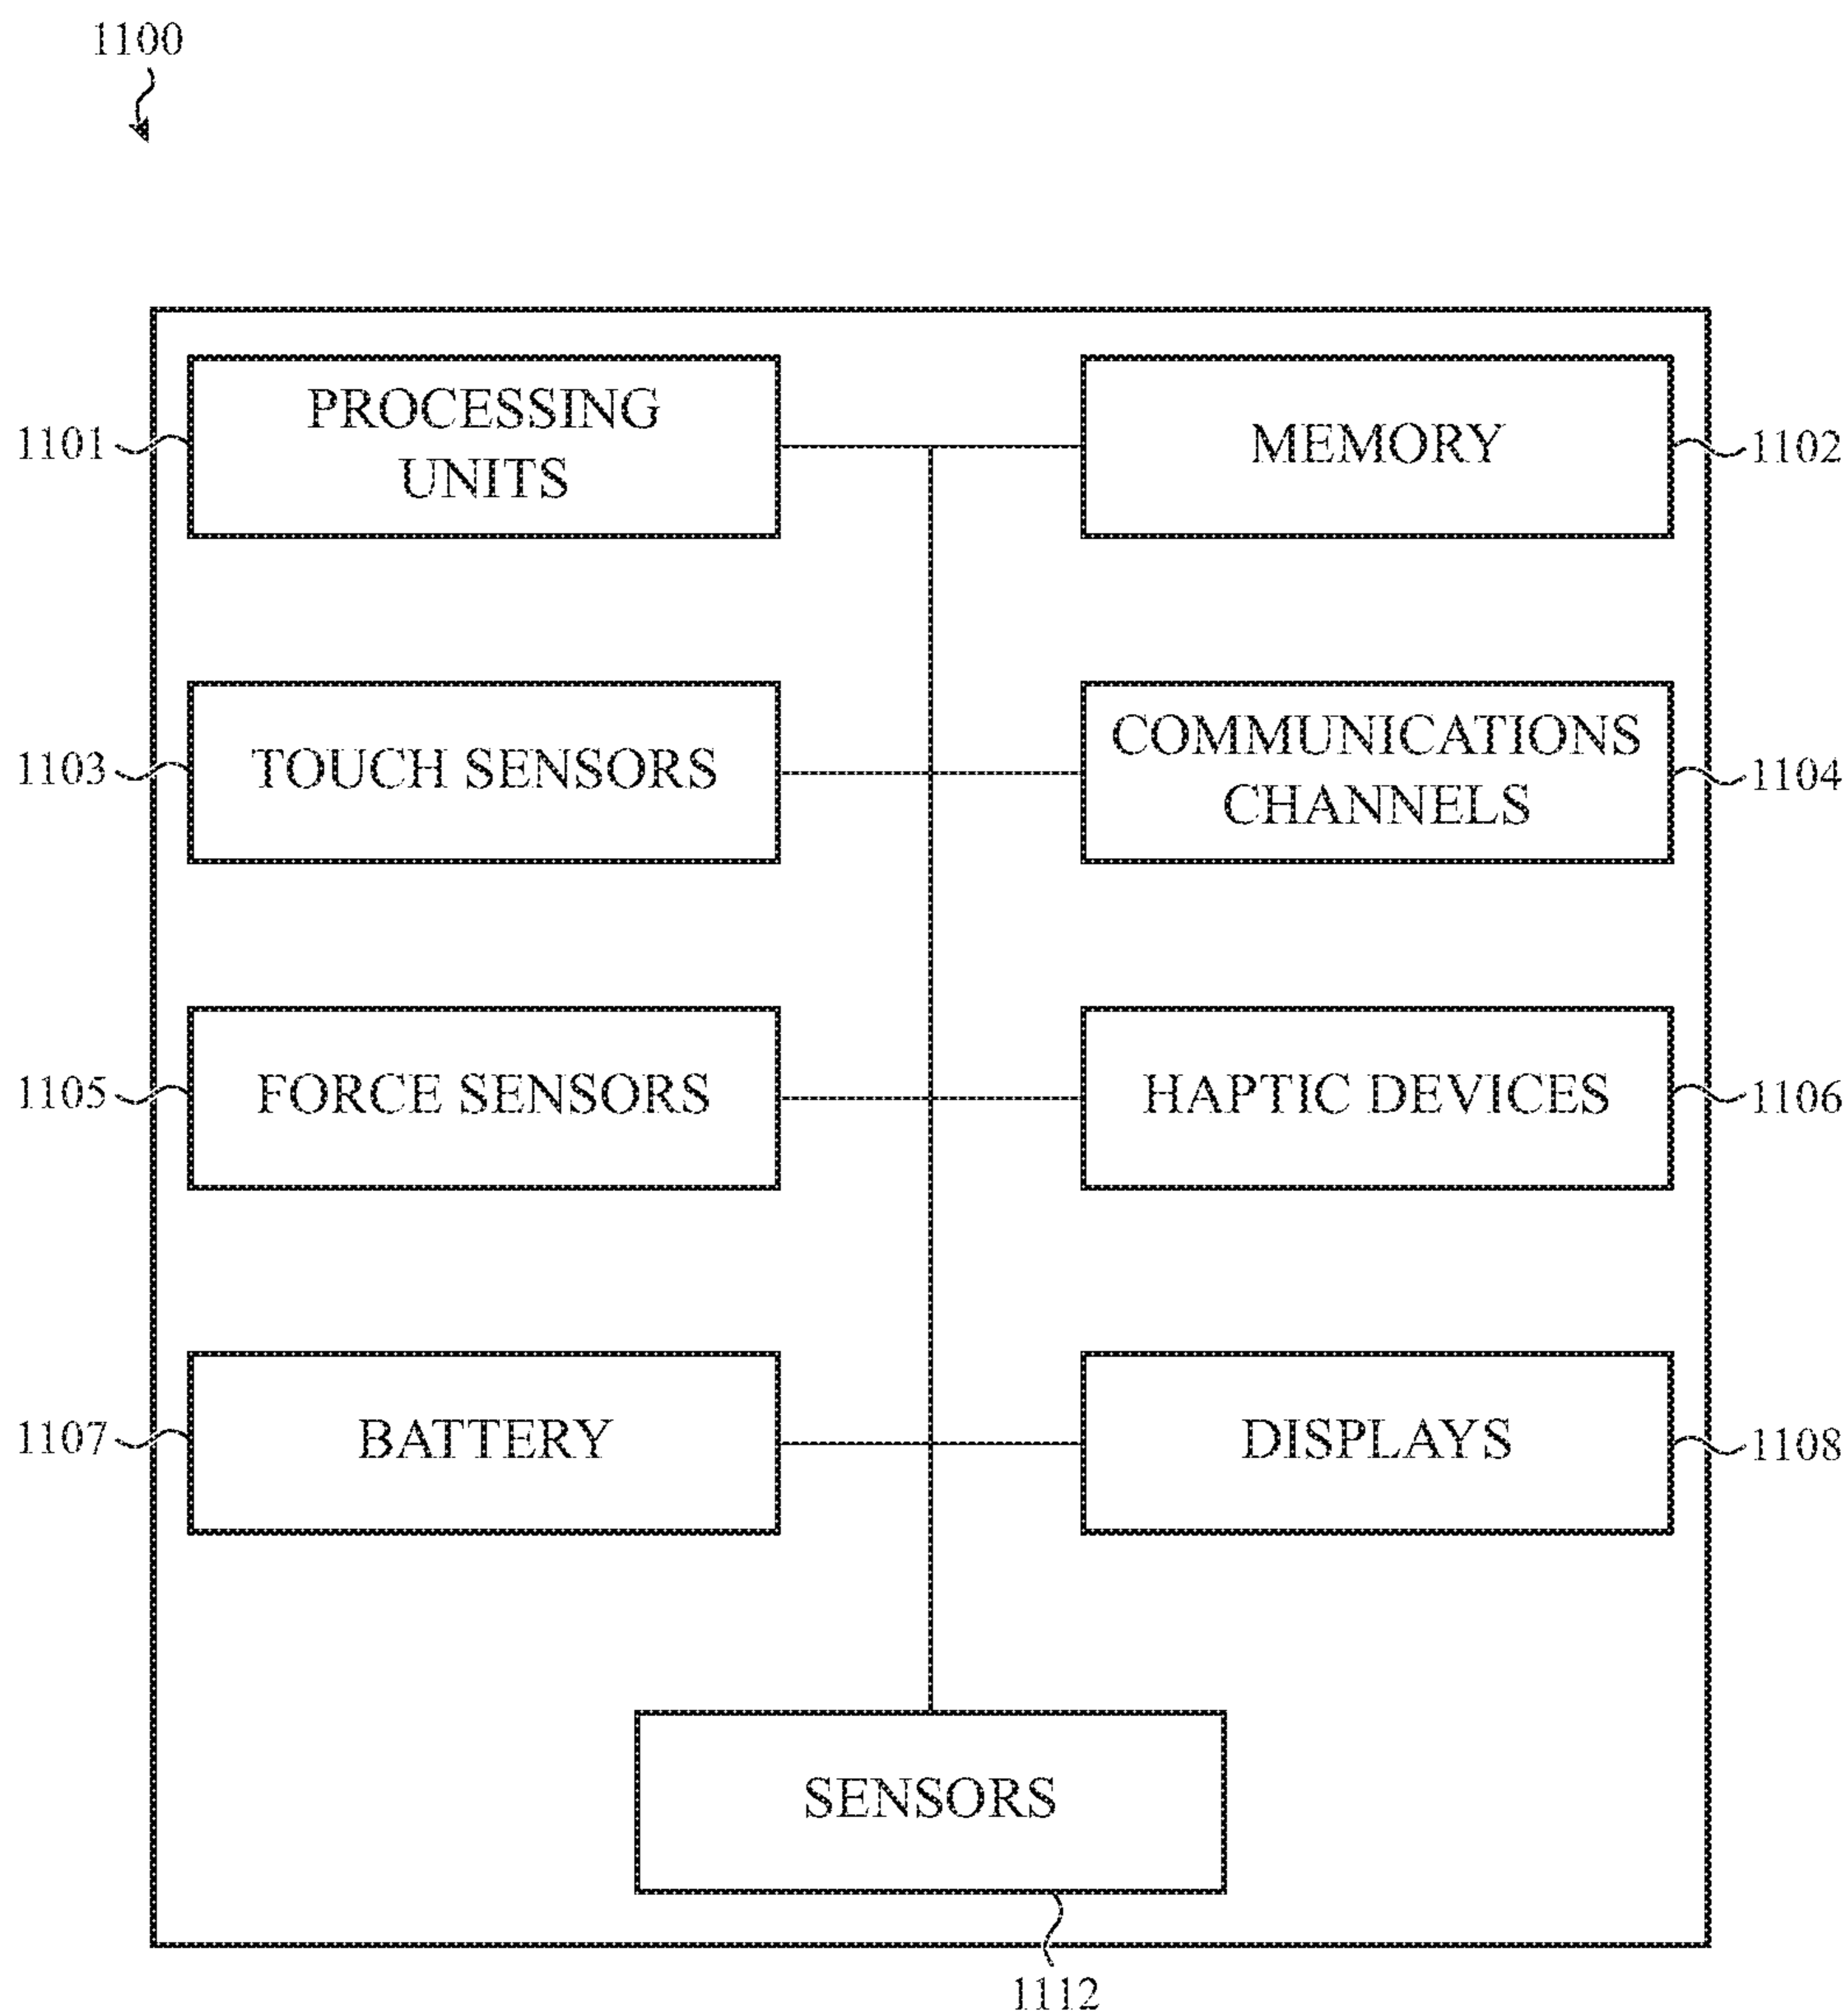 1100
PROCESSING
UNITS
1101
MEMORY
1102
TOUCH SENSORS
1103
COMMUNICATIONS
CHANNELS
1104
FORCE SENSORS
1105
HAPTIC DEVICES
1106
BATTERY
1107
DISPLAYS
1108
SENSORS
1112